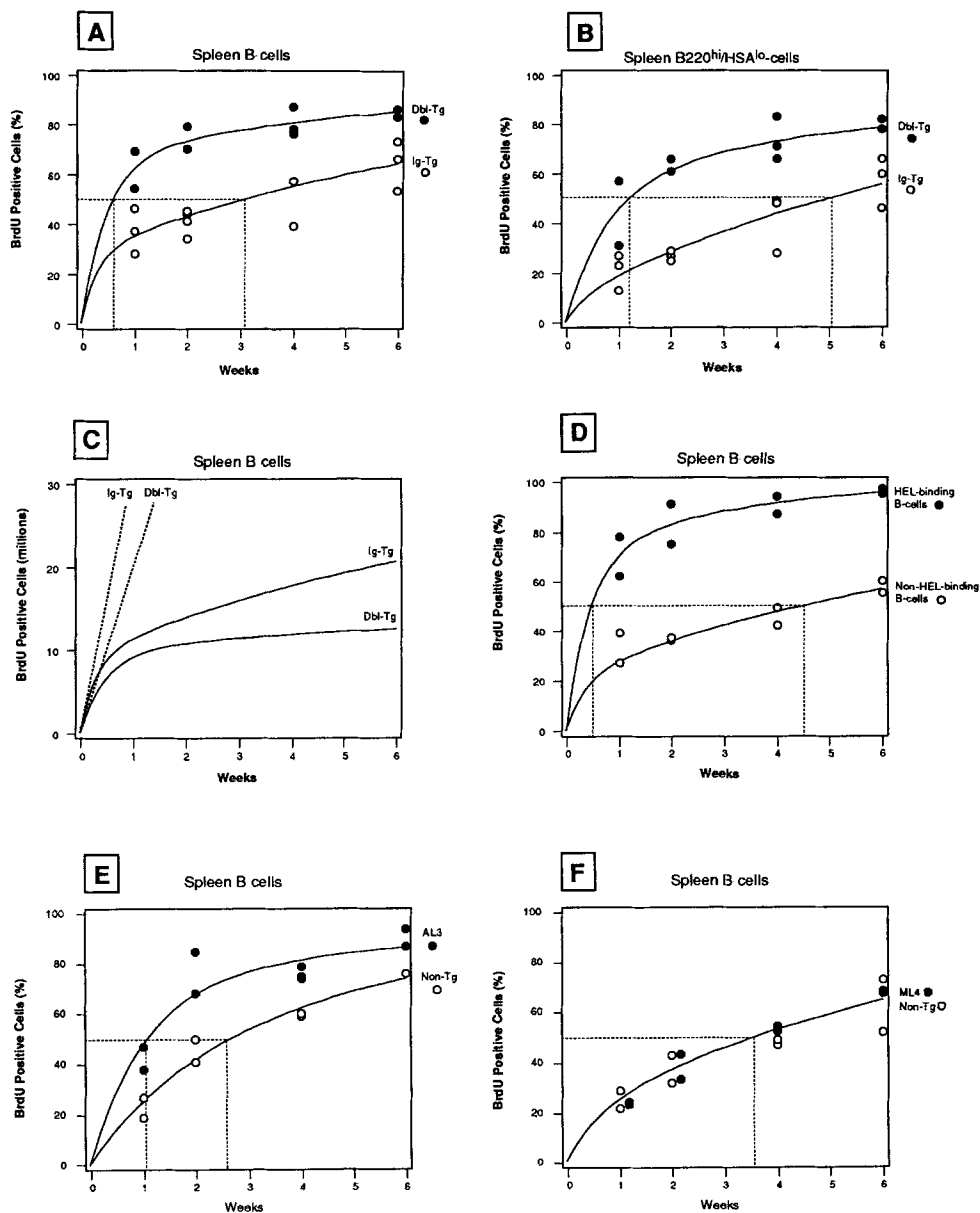 A
Spleen B-cells
BrdU Positive Cells (%)
100
80
60
40
20
0
0 1 2 3 4 5 6
Weeks
Dbl-Tg
Ig-Tg
B
Spleen B220hi/HSAlo-cells
BrdU Positive Cells (%)
100
80
60
40
20
0
0 1 2 3 4 5 6
Weeks
Dbl-Tg
Ig-Tg
C
Spleen B cells
BrdU Positive Cells (millions)
30
20
10
0
0 1 2 3 4 5 6
Weeks
Ig-Tg Dbl-Tg
Ig-Tg
Dbl-Tg
D
Spleen B-cells
BrdU Positive Cells (%)
100
80
60
40
20
0
0 1 2 3 4 5 6
Weeks
HEL-binding
B-cells
Non-HEL-binding
B-cells
E
Spleen B cells
BrdU Positive Cells (%)
100
80
60
40
20
0
0 1 2 3 4 5 6
Weeks
AL3
Non-Tg
F
Spleen B cells
BrdU Positive Cells (%)
100
80
60
40
20
0
0 1 2 3 4 5 6
Weeks
ML4
Non-Tg